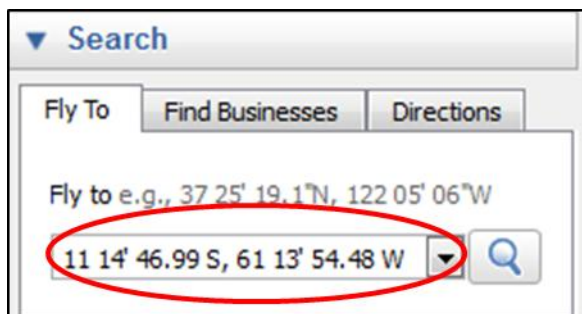 Search
Fly To Find Businesses Directions
Fly to e.g., 37 25' 19.1"N, 122 05' 06"W
11 14' 46.99 S, 61 13' 54.48 W